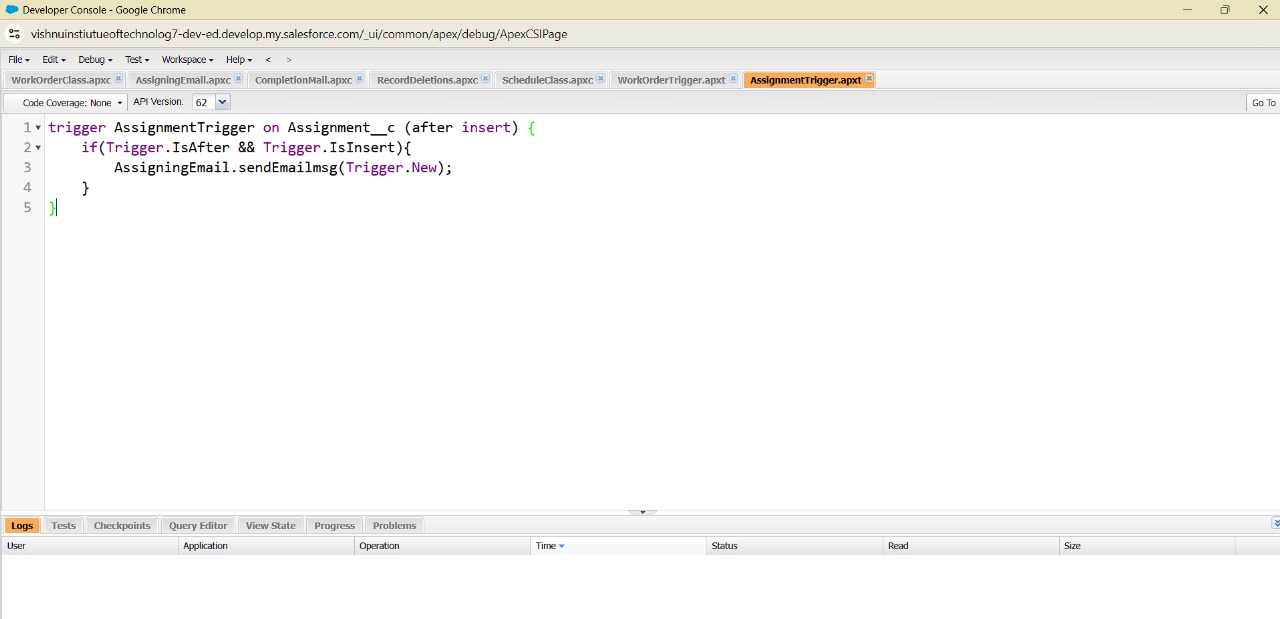 Developer Console - Google Chrome
vishnuinstiutueoftechnolog7-dev-ed.develop.my.salesforce.com/_ui/common/apex/debug/ApexCSIPage
File Edit Debug Test Workspace Help < >
WorkOrderClass.apxc AssigningEmail.apxc CompletionMail.apxc RecordDeletions.apxc ScheduleClass.apxc WorkOrderTrigger.apxt AssignmentTrigger.apxt
Code Coverage: None API Version: 62 Go To
1 trigger AssignmentTrigger on Assignment__c (after insert) {
2 if(Trigger.IsAfter && Trigger.IsInsert){
3 AssigningEmail.sendEmailmsg(Trigger.New);
4 }
5 }
Logs Tests Checkpoints Query Editor View State Progress Problems
User Application Operation Time Status Read Size